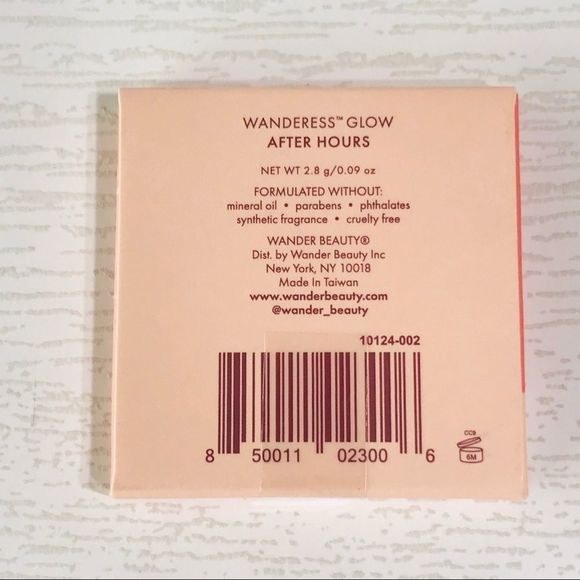 WANDERESS™ GLOW
AFTER HOURS
NET WT 2.8 g/0.09 oz
FORMULATED WITHOUT:
mineral oil • parabens • phthalates
synthetic fragrance • cruelty free
WANDER BEAUTY®
Dist. by Wander Beauty Inc
New York, NY 10018
Made In Taiwan
www.wanderbeauty.com
@wander_beauty
10124-002
8 50011 02300 6
CC9
6M